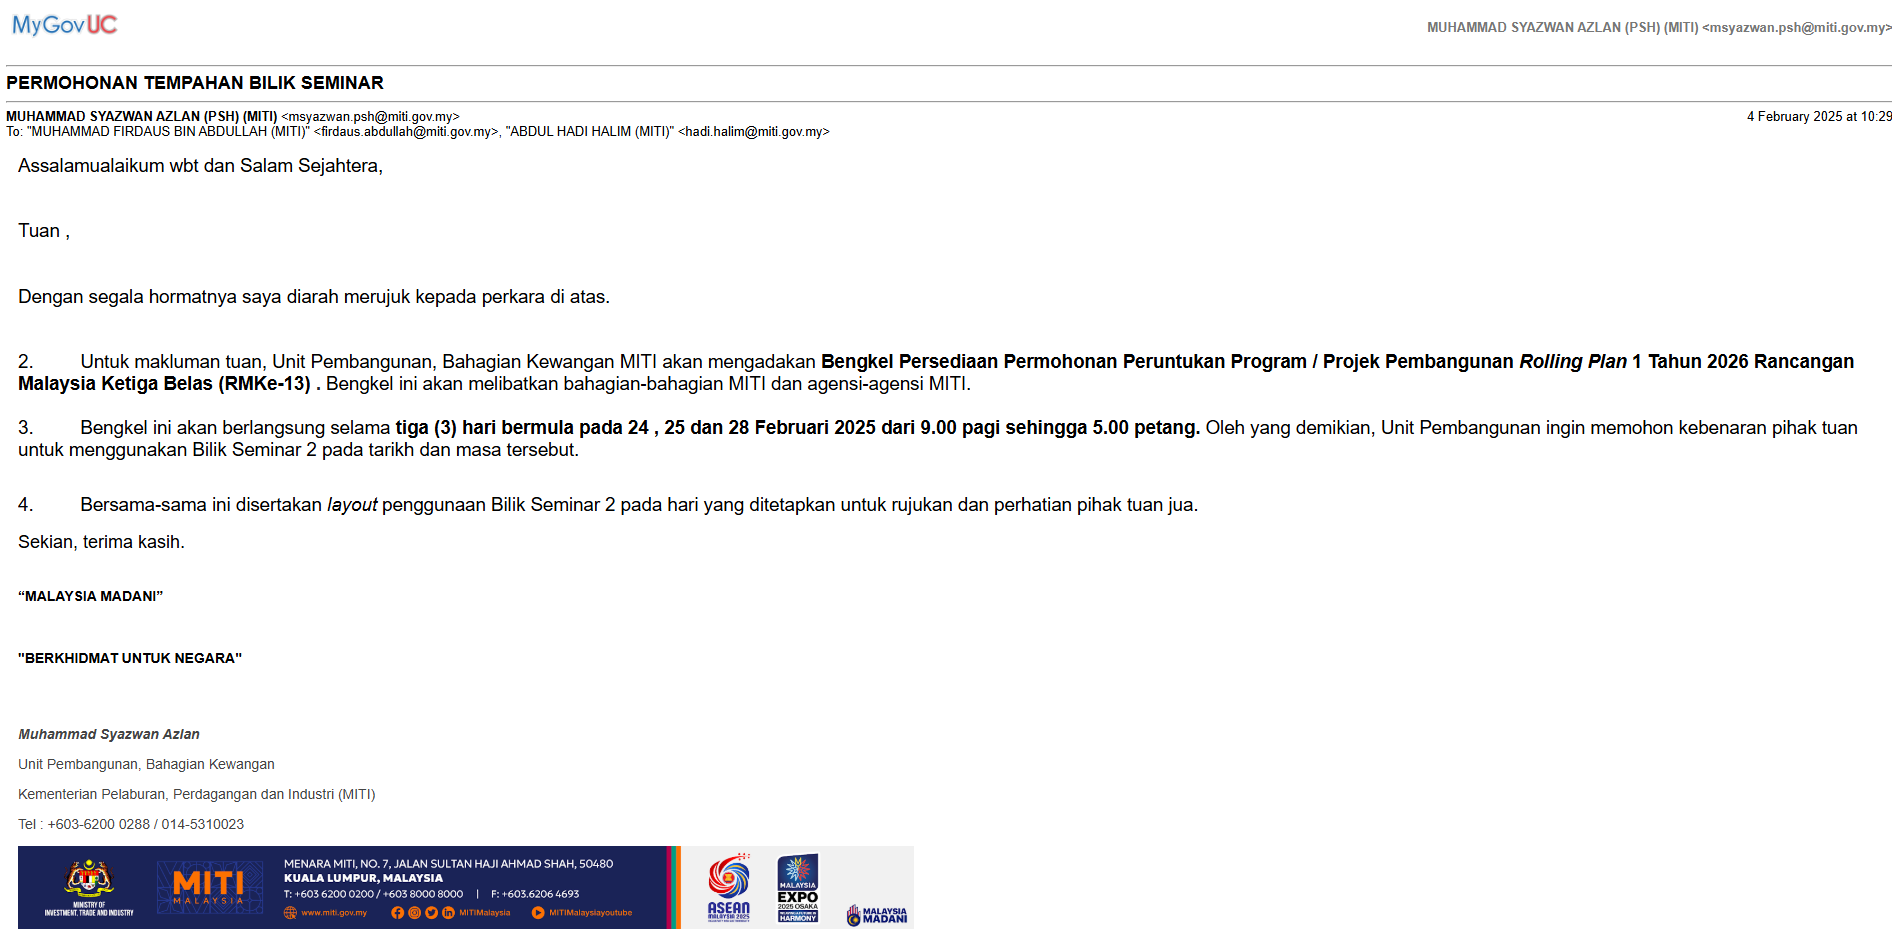 MyGovUC
MUHAMMAD SYAZWAN AZLAN (PSH) (MITI) <msyazwan.psh@miti.gov.my>
PERMOHONAN TEMPAHAN BILIK SEMINAR
MUHAMMAD SYAZWAN AZLAN (PSH) (MITI) <msyazwan.psh@miti.gov.my>
4 February 2025 at 10:29
To: "MUHAMMAD FIRDAUS BIN ABDULLAH (MITI)" <firdaus.abdullah@miti.gov.my>, "ABDUL HADI HALIM (MITI)" <hadi.halim@miti.gov.my>
Assalamualaikum wbt dan Salam Sejahtera,
Tuan ,
Dengan segala hormatnya saya diarah merujuk kepada perkara di atas.
2. Untuk makluman tuan, Unit Pembangunan, Bahagian Kewangan MITI akan mengadakan Bengkel Persediaan Permohonan Peruntukan Program / Projek Pembangunan Rolling Plan 1 Tahun 2026 Rancangan
Malaysia Ketiga Belas (RMKe-13) . Bengkel ini akan melibatkan bahagian-bahagian MITI dan agensi-agensi MITI.
3. Bengkel ini akan berlangsung selama tiga (3) hari bermula pada 24 , 25 dan 28 Februari 2025 dari 9.00 pagi sehingga 5.00 petang. Oleh yang demikian, Unit Pembangunan ingin memohon kebenaran pihak tuan
untuk menggunakan Bilik Seminar 2 pada tarikh dan masa tersebut.
4. Bersama-sama ini disertakan layout penggunaan Bilik Seminar 2 pada hari yang ditetapkan untuk rujukan dan perhatian pihak tuan jua.
Sekian, terima kasih.
“MALAYSIA MADANI”
"BERKHIDMAT UNTUK NEGARA"
Muhammad Syazwan Azlan
Unit Pembangunan, Bahagian Kewangan
Kementerian Pelaburan, Perdagangan dan Industri (MITI)
Tel : +603-6200 0288 / 014-5310023
MINISTRY OF
INVESTMENT, TRADE AND INDUSTRY
MITI
MALAYSIA
MENARA MITI, NO. 7, JALAN SULTAN HAJI AHMAD SHAH, 50480
KUALA LUMPUR, MALAYSIA
T: +603 6200 0200 / +603 8000 8000 | F: +603.6206 4693
www.miti.gov.my MITIMalaysia MITIMalaysiayoutube
ASEAN
MALAYSIA 2025
MALAYSIA
EXPO
2025 OSAKA
HARMONY
MALAYSIA
MADANI